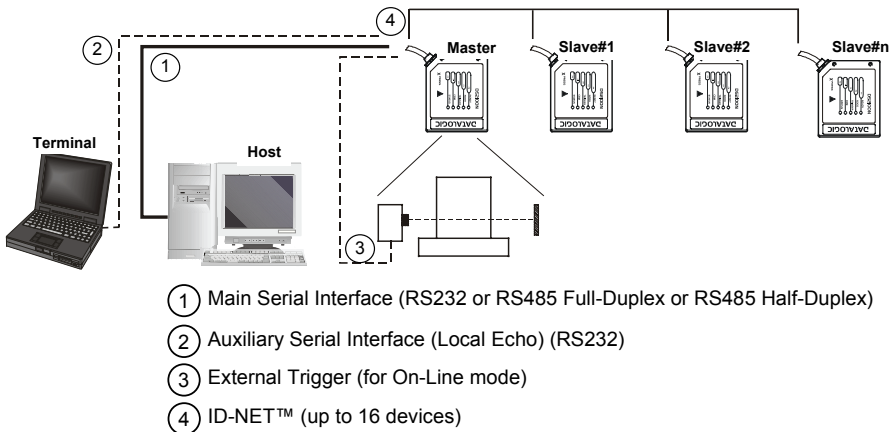 4
2
1
Master
Slave#1
Slave#2
Slave#n
DATALOGIC
DATALOGIC
DATALOGIC
DATALOGIC
Terminal
Host
3
1 Main Serial Interface (RS232 or RS485 Full-Duplex or RS485 Half-Duplex)
2 Auxiliary Serial Interface (Local Echo) (RS232)
3 External Trigger (for On-Line mode)
4 ID-NET™ (up to 16 devices)